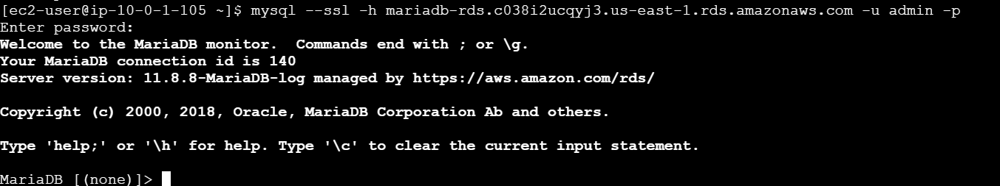 [ec2-user@ip-10-0-1-105 ~]$ mysql --ssl -h mariadb-rds.c038i2ucqyj3.us-east-1.rds.amazonaws.com -u admin -p
Enter password:
Welcome to the MariaDB monitor.  Commands end with ; or \g.
Your MariaDB connection id is 140
Server version: 11.8.8-MariaDB-log managed by https://aws.amazon.com/rds/
Copyright (c) 2000, 2018, Oracle, MariaDB Corporation Ab and others.
Type 'help;' or '\h' for help. Type '\c' to clear the current input statement.
MariaDB [(none)]>